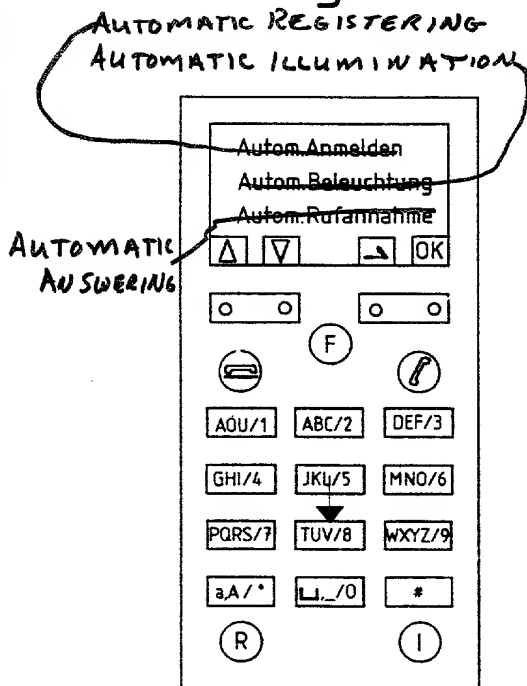 AUTOMATIC REGISTERING
AUTOMATIC ILLUMINATION
Autom.Anmelden
Autom.Beleuchtung
Autom.Rufannahme
AUTOMATIC
ANSWERING
OK
F
AÖU/1 ABC/2 DEF/3
GHI/4 JKL/5 MNO/6
PQRS/7 TUV/8 WXYZ/9
a,A/* ⌴,_/0 #
R I